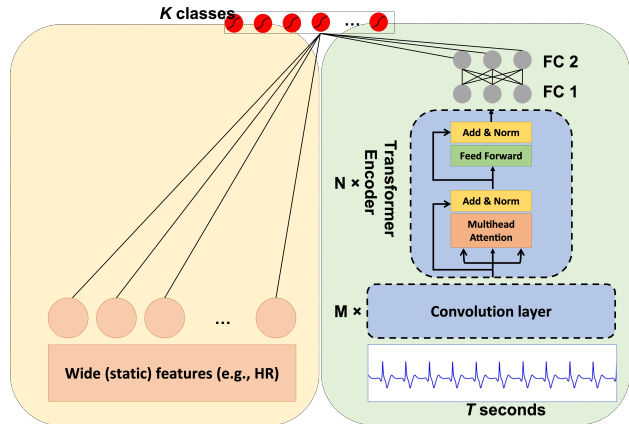 K classes
...
FC 2
FC 1
Add & Norm
Feed Forward
Transformer
Encoder
N ×
Add & Norm
Multihead
Attention
...
M ×
Convolution layer
Wide (static) features (e.g., HR)
T seconds